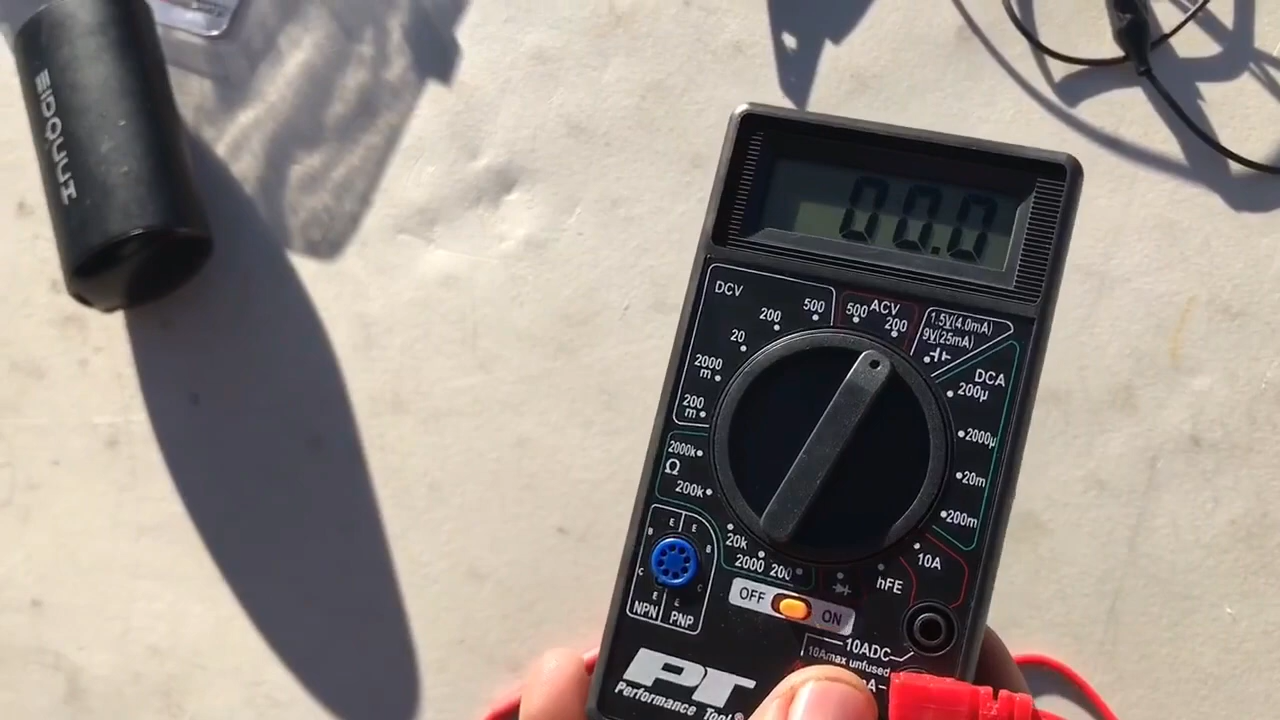 00.0
DCV
500
200
20
2000
m
200
m
ACV
500
200
1.5V(4.0mA)
9V(25mA)
DCA
200µ
2000µ
20m
200m
10A
hFE
2000k
Ω
200k
20k
2000
200
OFF
ON
E
E
B
B
C
C
E
E
NPN
PNP
10ADC
10Amax unfused
PT
Performance Tool®